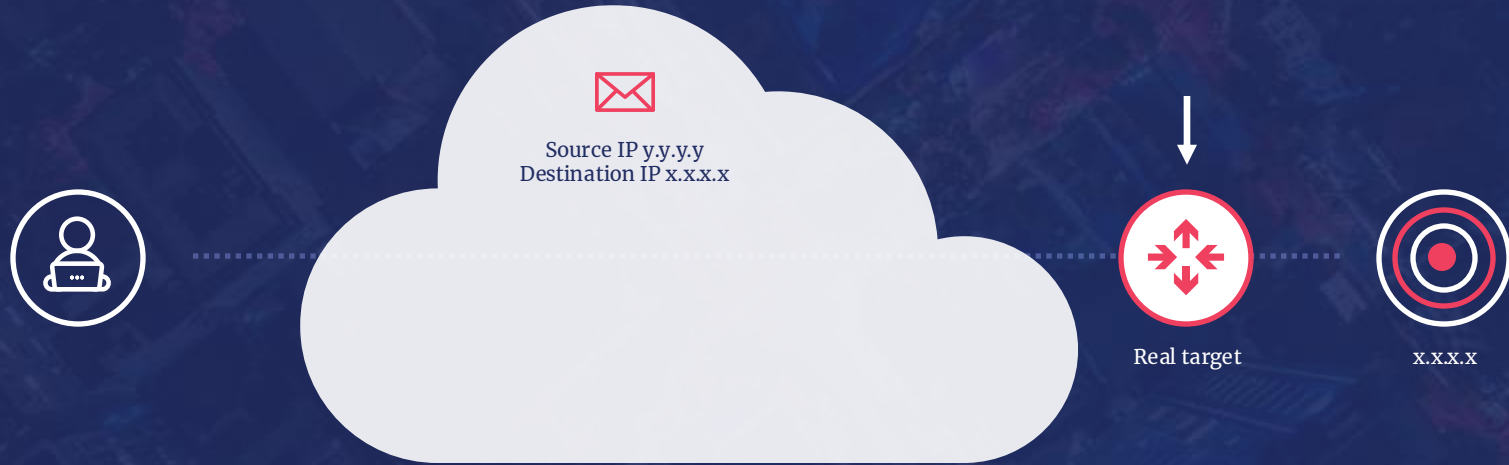 Source IP y.y.y.y
Destination IP x.x.x.x
Real target
x.x.x.x